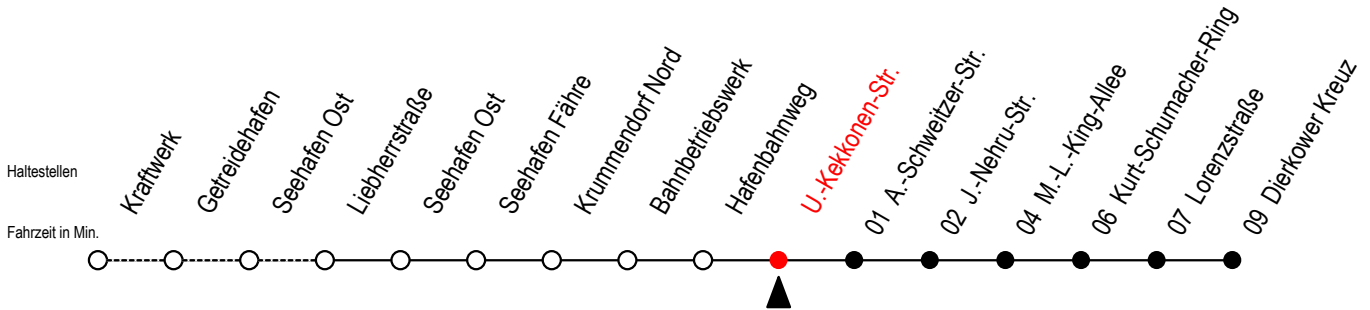 Haltestellen
Fahrzeit in Min.
Kraftwerk
Getreidehafen
Seehafen Ost
Liebherrstraße
Seehafen Ost
Seehafen Fähre
Krummendorf Nord
Bahnbetriebswerk
Hafenbahnweg
U.-Kekkonen-Str.
01 A.-Schweitzer-Str.
02 J.-Nehru-Str.
04 M.-L.-King-Allee
06 Kurt-Schumacher-Ring
07 Lorenzstraße
09 Dierkower Kreuz